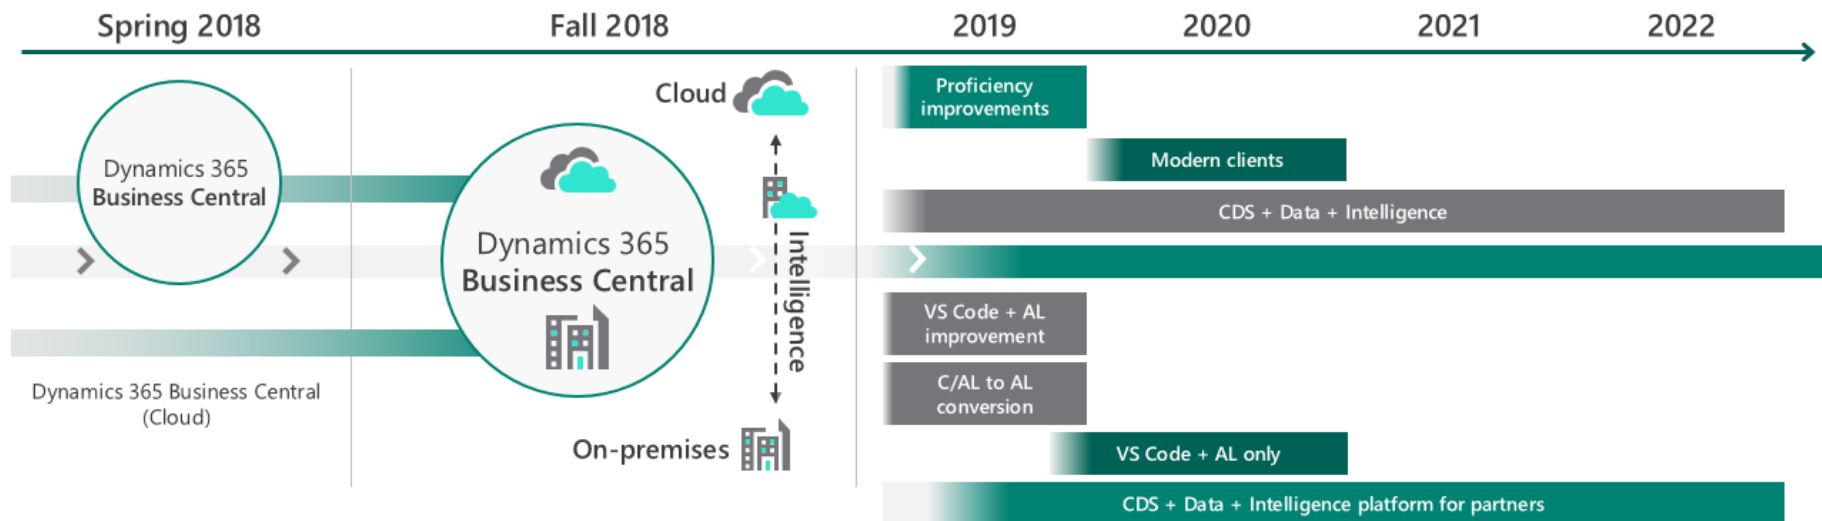 Spring 2018
Fall 2018
2019
2020
2021
2022
Dynamics 365
Business Central
Dynamics 365 Business Central
(Cloud)
Dynamics 365
Business Central
Cloud
Intelligence
On-premises
Proficiency
improvements
Modern clients
CDS + Data + Intelligence
VS Code + AL
improvement
C/AL to AL
conversion
VS Code + AL only
CDS + Data + Intelligence platform for partners